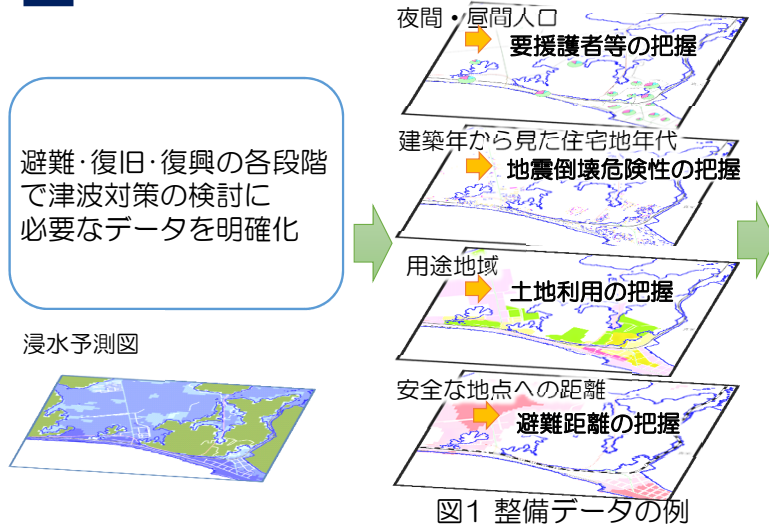 避難・復旧・復興の各段階
で津波対策の検討に
必要なデータを明確化
浸水予測図
夜間・昼間人口
要援護者等の把握
建築年から見た住宅地年代
地震倒壊危険性の把握
用途地域
土地利用の把握
安全な地点への距離
避難距離の把握
図1 整備データの例